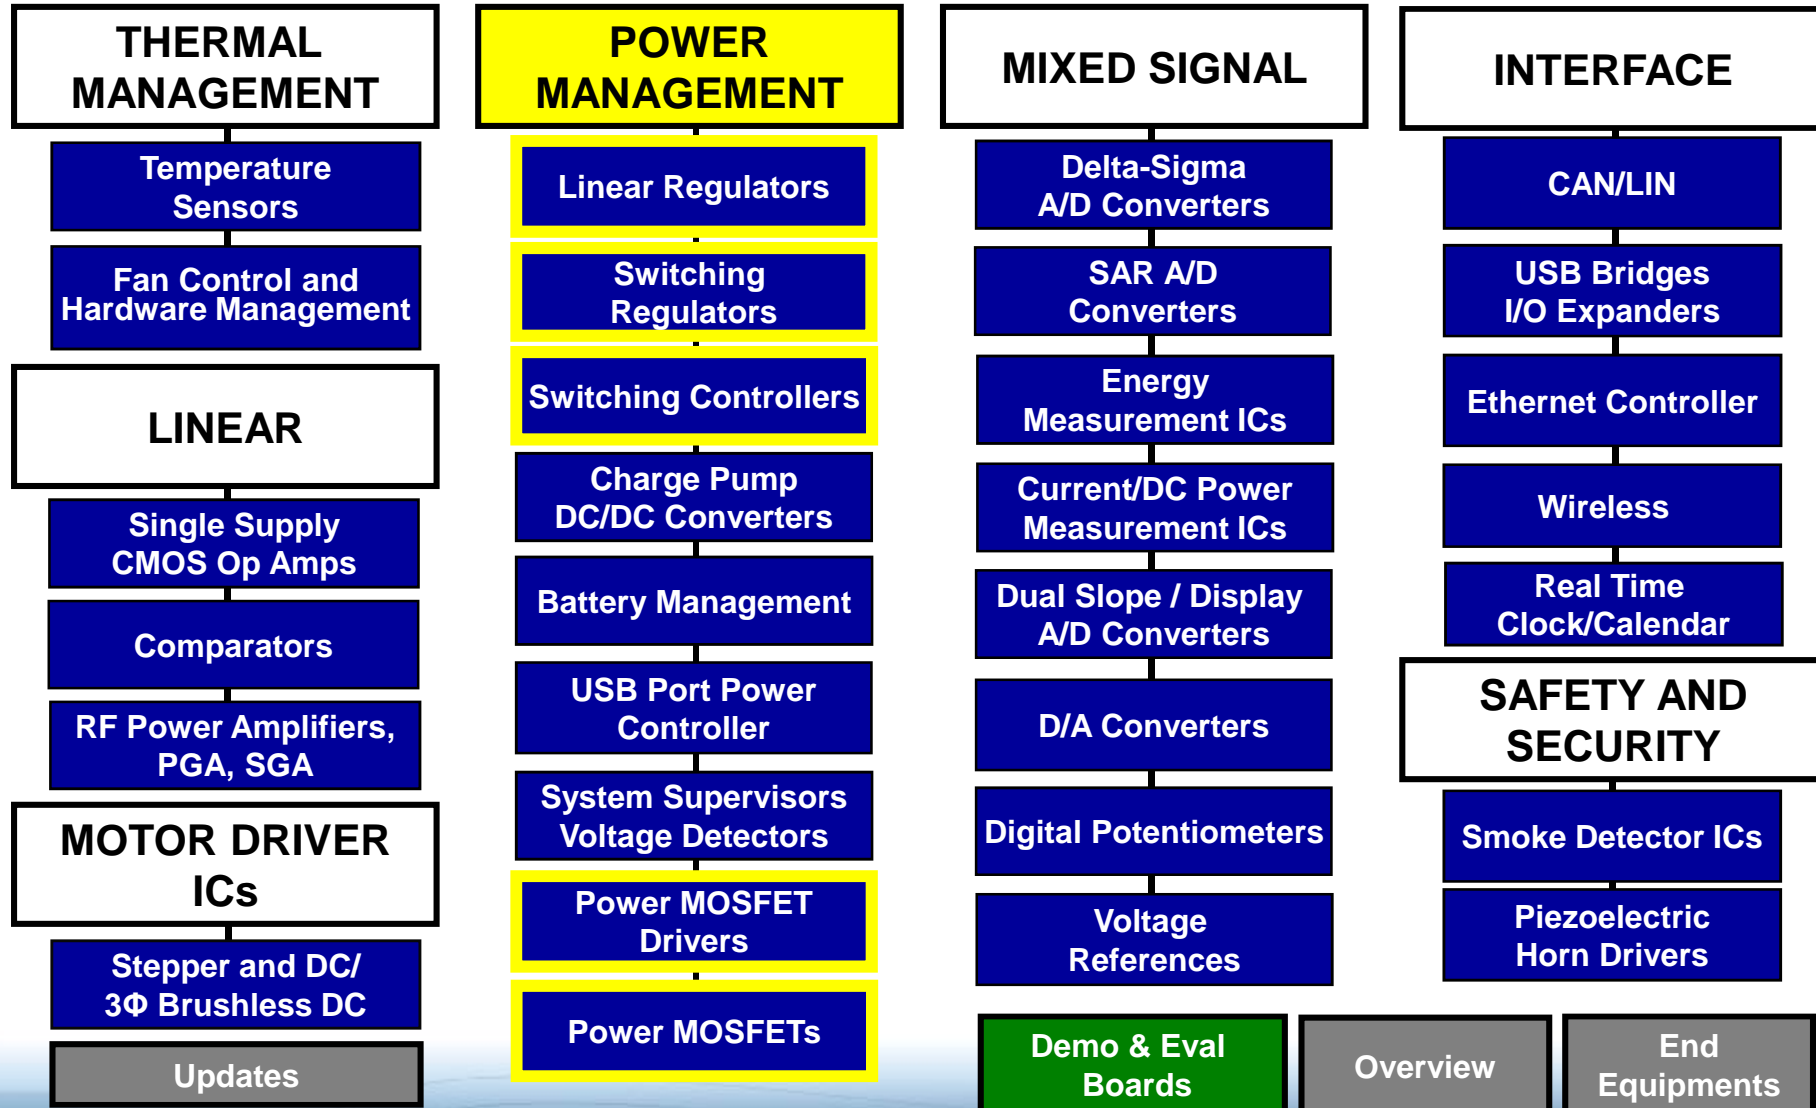 THERMAL
MANAGEMENT
Temperature
Sensors
Fan Control and
Hardware Management
LINEAR
Single Supply
CMOS Op Amps
Comparators
RF Power Amplifiers,
PGA, SGA
MOTOR DRIVER
ICs
Stepper and DC/
3Φ Brushless DC
Updates
POWER
MANAGEMENT
Linear Regulators
Switching
Regulators
Switching Controllers
Charge Pump
DC/DC Converters
Battery Management
USB Port Power
Controller
System Supervisors
Voltage Detectors
Power MOSFET
Drivers
Power MOSFETs
MIXED SIGNAL
Delta-Sigma
A/D Converters
SAR A/D
Converters
Energy
Measurement ICs
Current/DC Power
Measurement ICs
Dual Slope / Display
A/D Converters
D/A Converters
Digital Potentiometers
Voltage
References
Demo & Eval
Boards
INTERFACE
CAN/LIN
USB Bridges
I/O Expanders
Ethernet Controller
Wireless
Real Time
Clock/Calendar
SAFETY AND
SECURITY
Smoke Detector ICs
Piezoelectric
Horn Drivers
Overview
End
Equipments